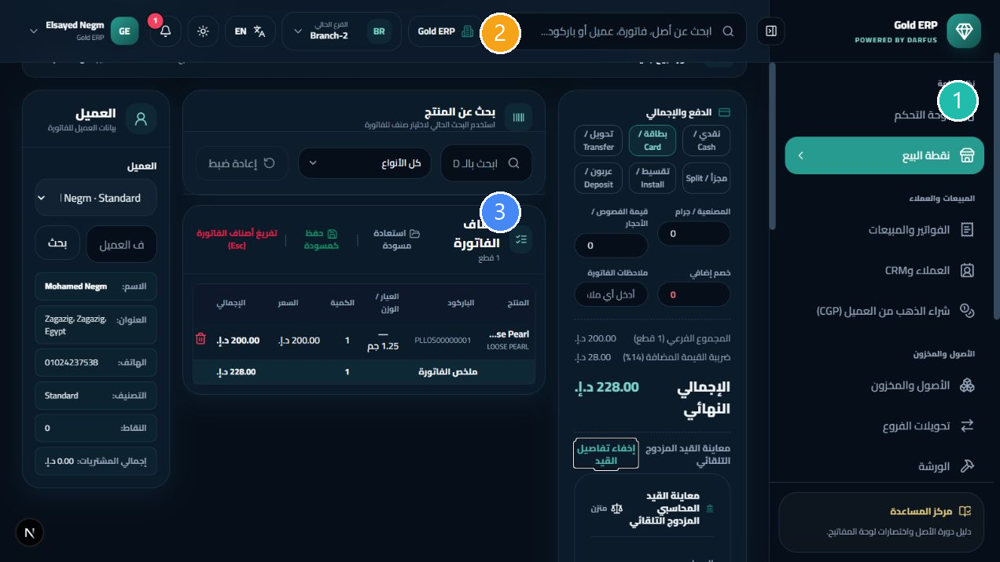 Gold ERP
POWERED BY DARFUS
ابحث عن أصل، فاتورة، عميل أو باركود...
2
Gold ERP
BR
الفرع الحالي
Branch-2
EN
1
GE
Elsayed Negm
Gold ERP
1
التحكم
نقطة البيع
المبيعات والعملاء
الفواتير والمبيعات
العملاء وCRM
شراء الذهب من العميل (CGP)
الأصول والمخزون
الأصول والمخزون
تحويلات الفروع
الورشة
مركز المساعدة
دليل دورة الأصل واختصارات لوحة المفاتيح.
الدفع والإجمالي
نقدي / Cash
بطاقة / Card
تحويل / Transfer
مجزأ / Split
تقسيط / Install
عربون / Deposit
المصنعية / جرام
0
قيمة الفصوص / الأحجار
0
خصم إضافي
0
ملاحظات الفاتورة
أدخل أي ملا
المجموع الفرعي (1 قطع)
200.00 د.إ.
ضريبة القيمة المضافة (14%)
28.00 د.إ.
الإجمالي النهائي
228.00 د.إ.
معاينة القيد المزدوج التلقائي
إخفاء تفاصيل القيد
معاينة القيد المحاسبي المزدوج التلقائي
متزن
بحث عن المنتج
استخدم البحث الحالي لاختيار صنف للفاتورة
ابحث بالـ D
كل الأنواع
إعادة ضبط
3
الفاتورة
1 قطع
استعادة مسودة
حفظ كمسودة
تفريغ أصناف الفاتورة (Esc)
المنتج
الباركود
العيار / الوزن
الكمية
السعر
الإجمالي
...se Pearl
LOOSE PEARL
PLLOS00000001
—
1.25 جم
1
200.00 د.إ.
200.00 د.إ.
ملخص الفاتورة
1
228.00 د.إ.
العميل
بيانات العميل للفاتورة
العميل
Negm · Standard
ف العميل
بحث
الاسم:
Mohamed Negm
العنوان:
Zagazig, Zagazig, Egypt
الهاتف:
01024237538
التصنيف:
Standard
النقاط:
0
إجمالي المشتريات:
0.00 د.إ.
N